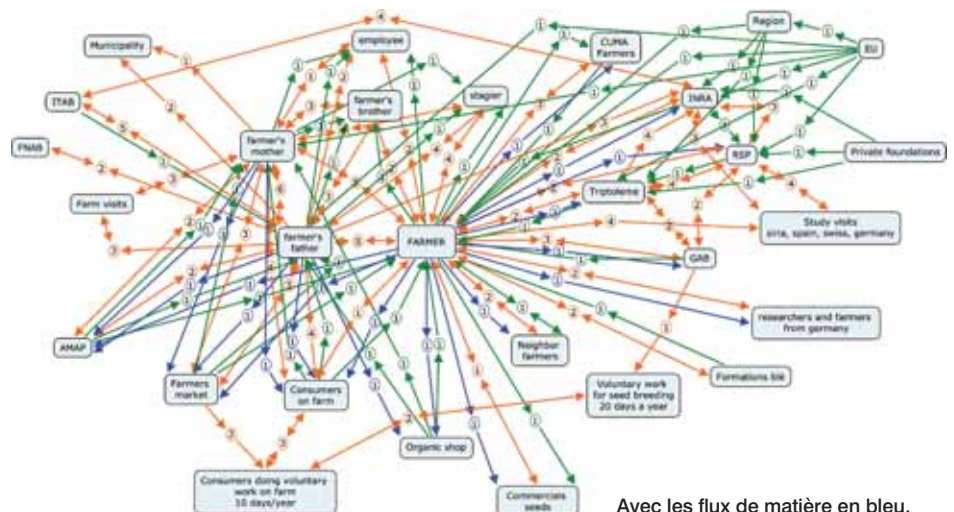 Region
employee
Municipality
CUMA
Farmers
EU
ITAB
farmer's
brother
stagier
INRA
farmer's
mother
FNAB
RSP
Private foundations
Farm visits
Triptoleme
Study visits
siria, spain, swiss, germany
farmer's
father
FARMER
GAB
researchers and farmers
from germany
AMAP
Neighbor
farmers
Formations blé
Farmers
market
Consumers
on farm
Voluntary work
for seed breeding
20 days a year
Organic shop
Consumers doing voluntary
work on farm
10 days/year
Commercials
seeds
Avec les flux de matière en bleu,